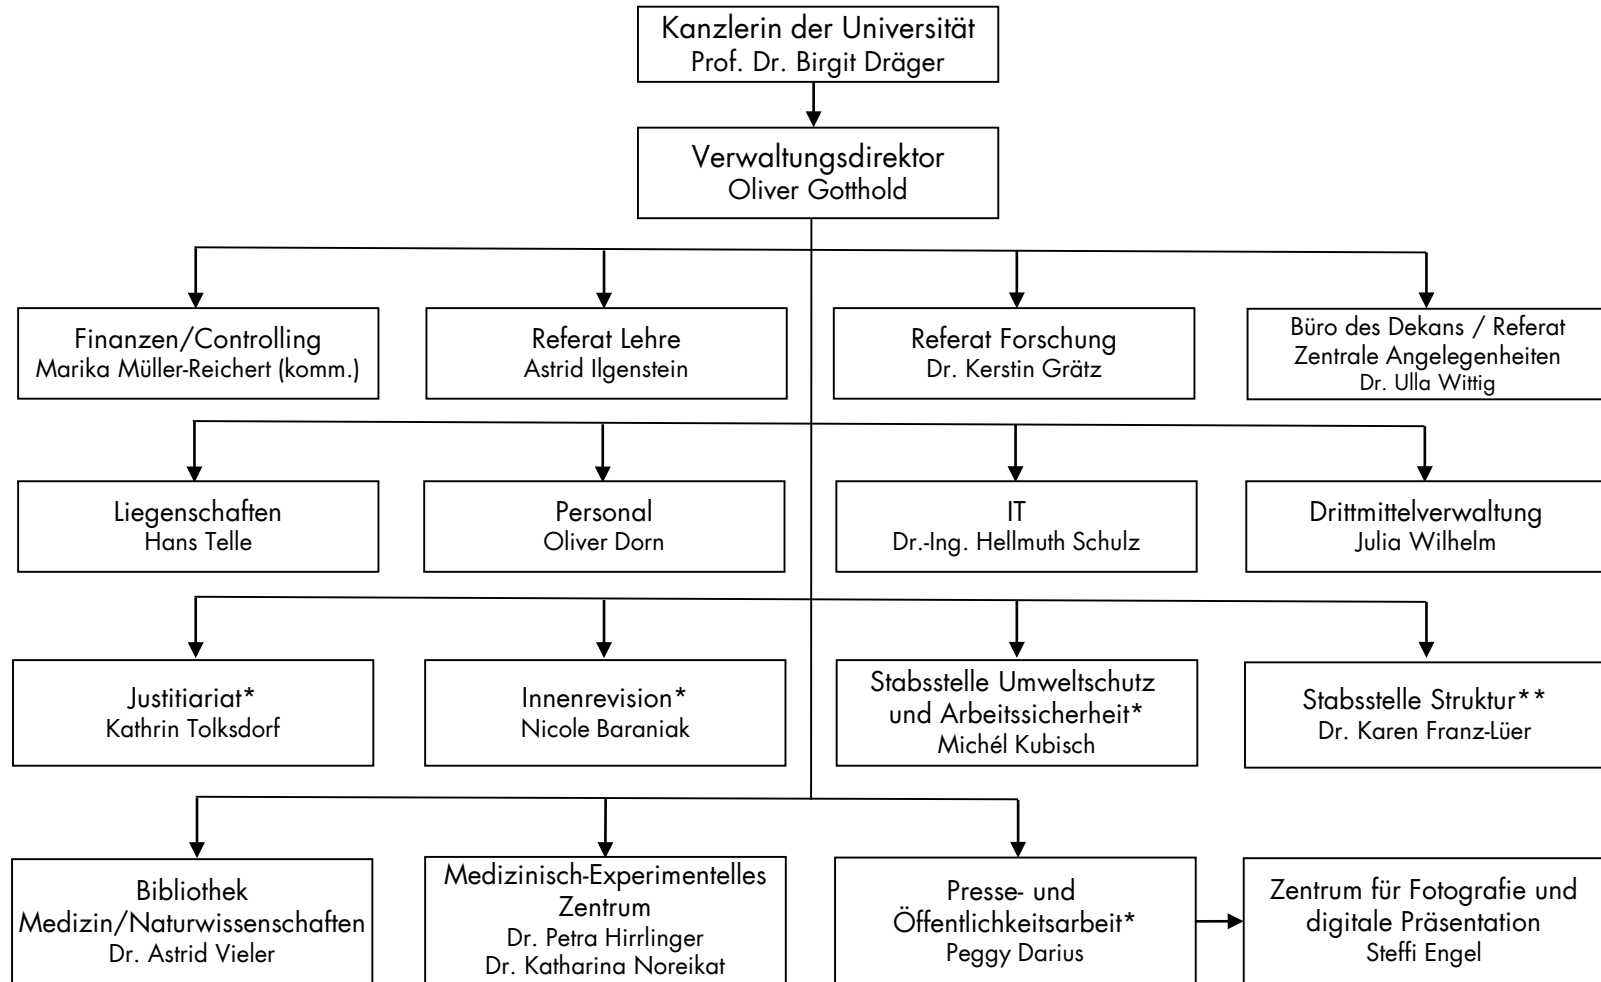 Kanzlerin der Universität
Prof. Dr. Birgit Dräger
Verwaltungsdirektor
Oliver Gotthold
Finanzen/Controlling
Marika Müller-Reichert (komm.)
Referat Lehre
Astrid Ilgenstein
Referat Forschung
Dr. Kerstin Grätz
Büro des Dekans / Referat
Zentrale Angelegenheiten
Dr. Ulla Wittig
Liegenschaften
Hans Telle
Personal
Oliver Dorn
IT
Dr.-Ing. Hellmuth Schulz
Drittmittelverwaltung
Julia Wilhelm
Justitiariat*
Kathrin Tolksdorf
Innenrevision*
Nicole Baraniak
Stabsstelle Umweltschutz
und Arbeitssicherheit*
Michél Kubisch
Stabsstelle Struktur**
Dr. Karen Franz-Lüer
Bibliothek
Medizin/Naturwissenschaften
Dr. Astrid Vieler
Medizinisch-Experimentelles
Zentrum
Dr. Petra Hirrlinger
Dr. Katharina Noreikat
Presse- und
Öffentlichkeitsarbeit*
Peggy Darius
Zentrum für Fotografie und
digitale Präsentation
Steffi Engel